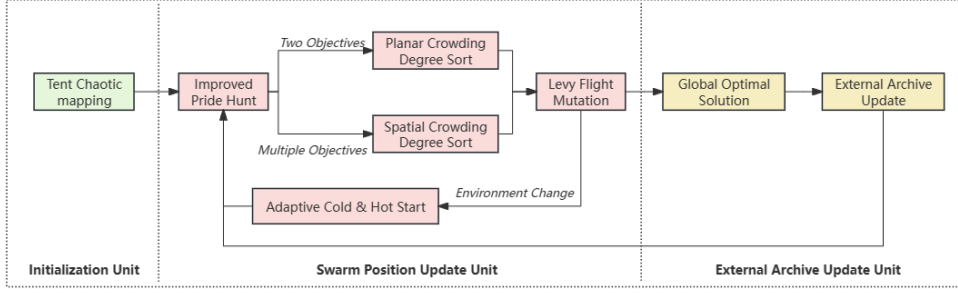 Two Objectives
Planar Crowding
Degree Sort
Tent Chaotic
mapping
Improved
Pride Hunt
Levy Flight
Mutation
Global Optimal
Solution
External Archive
Update
Multiple Objectives
Spatial Crowding
Degree Sort
Environment Change
Adaptive Cold & Hot Start
Initialization Unit
Swarm Position Update Unit
External Archive Update Unit